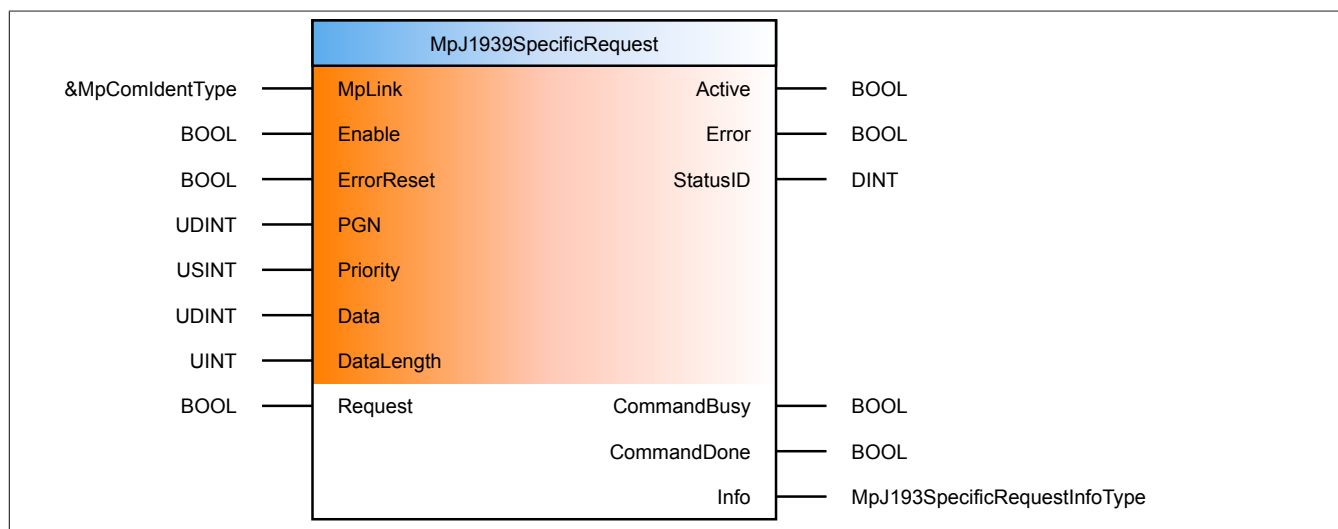 MpJ1939SpecificRequest
&MpComIdentType MpLink Active BOOL
BOOL Enable Error BOOL
BOOL ErrorReset StatusID DINT
UDINT PGN
USINT Priority
UDINT Data
UINT DataLength
BOOL Request CommandBusy BOOL
CommandDone BOOL
Info MpJ193SpecificRequestInfoType